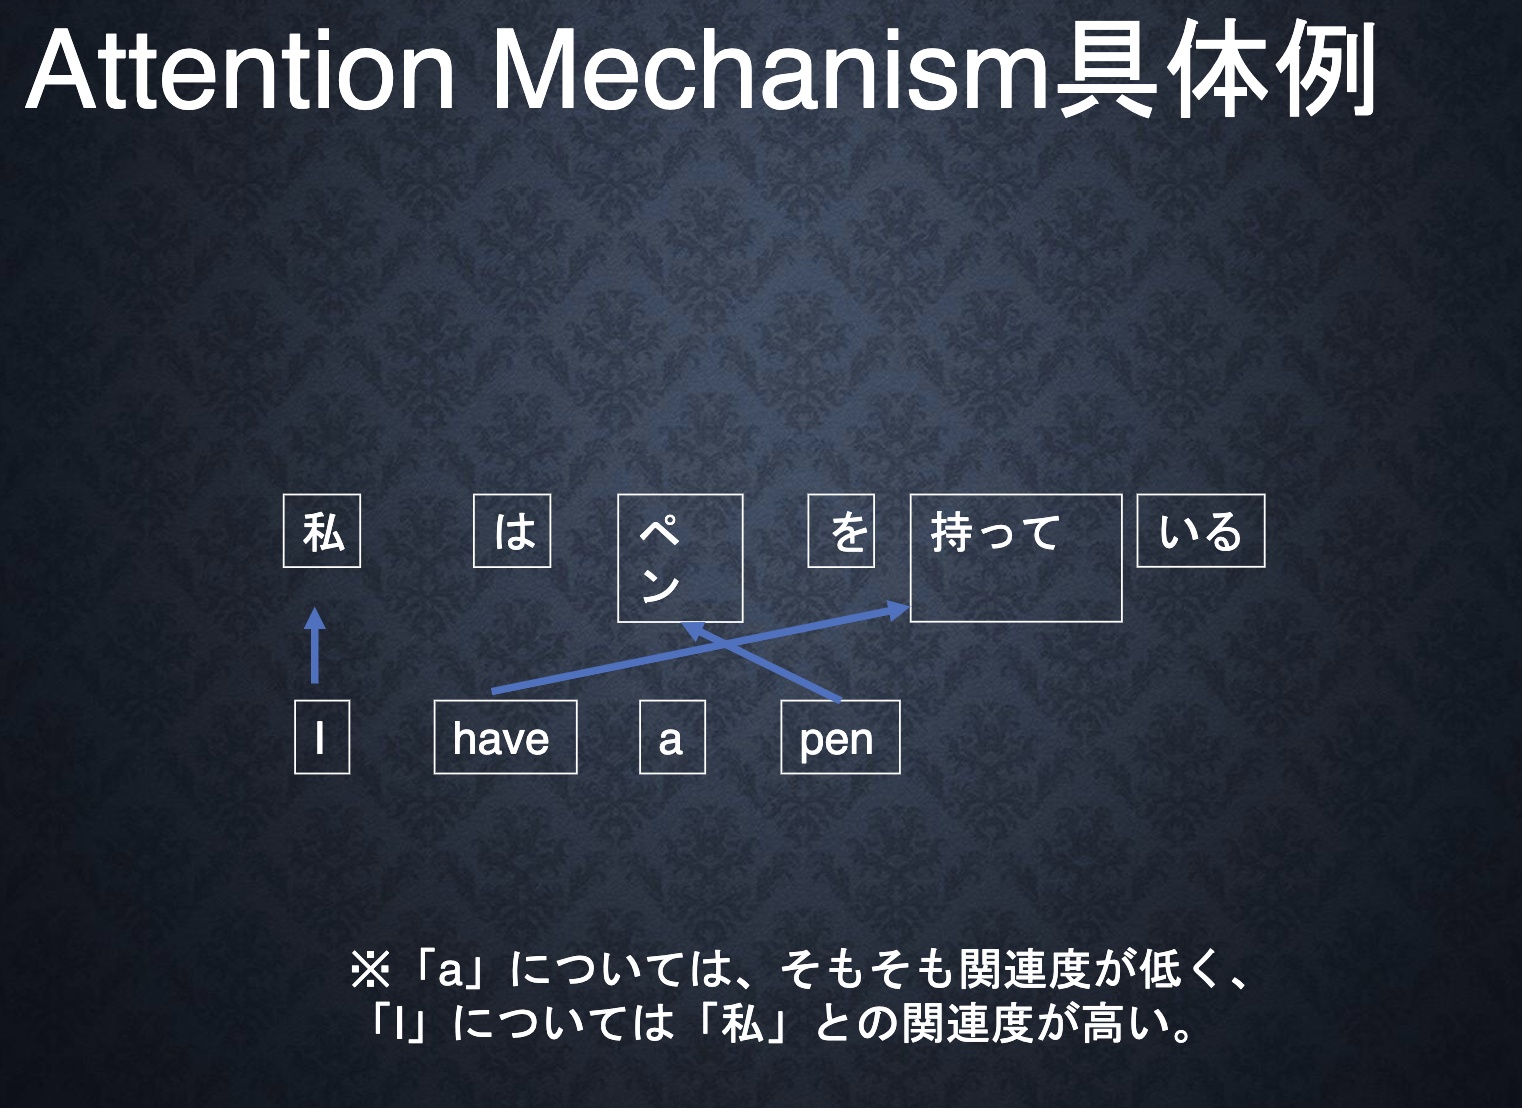 Attention Mechanism具体例
私 は ペ を 持って いる
ン
I have a pen
※「a」については、そもそも関連度が低く、
「I」については「私」との関連度が高い。